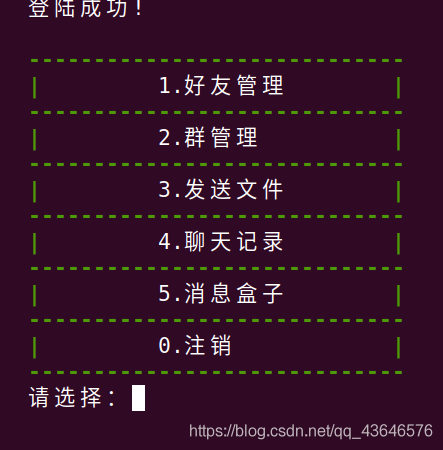 登陆成功!
1.好友管理
2.群管理
3.发送文件
4.聊天记录
5.消息盒子
0.注销
请选择:
https://blog.csdn.net/qq_43646576